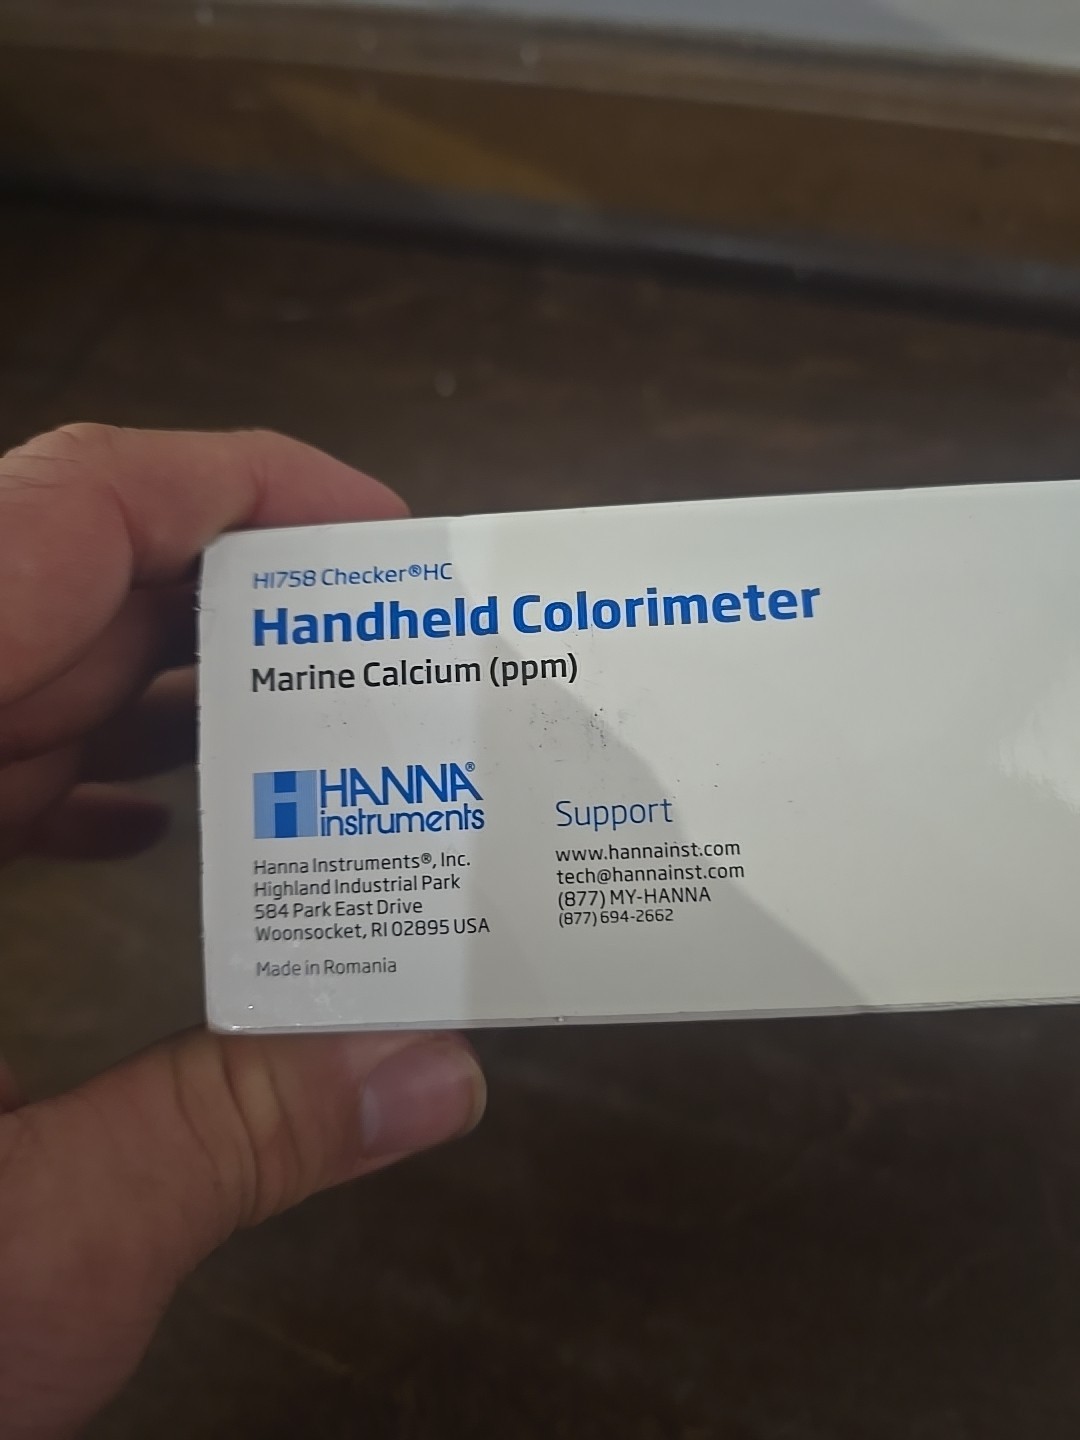 HI758 Checker®HC
Handheld Colorimeter
Marine Calcium (ppm)
HANNA®
instruments
Hanna Instruments®, Inc.
Highland Industrial Park
584 Park East Drive
Woonsocket, RI 02895 USA
Made in Romania
Support
www.hannainst.com
tech@hannainst.com
(877) MY-HANNA
(877) 694-2662